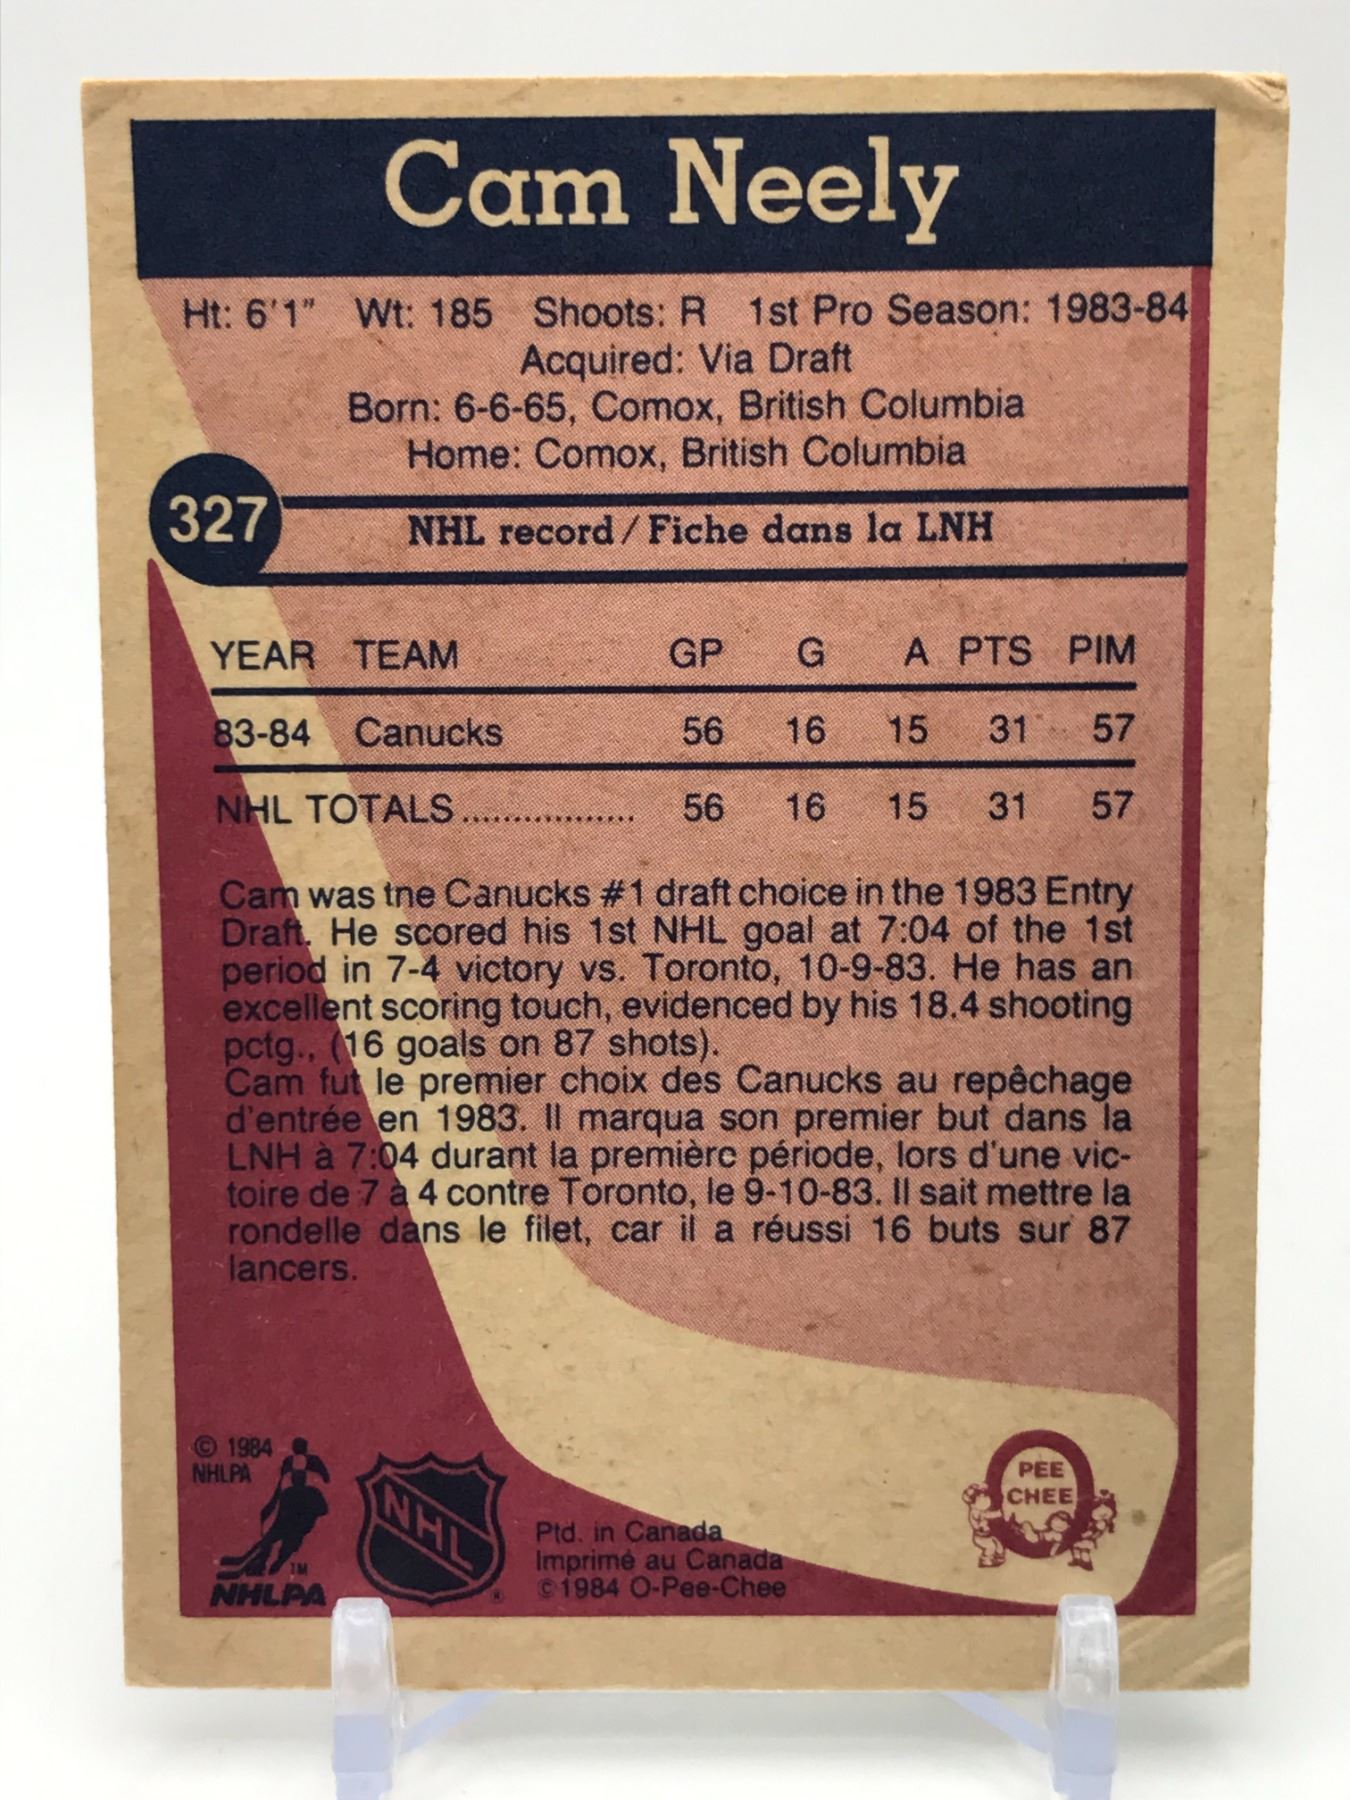 Cam Neely
Ht: 6'1" Wt: 185 Shoots: R 1st Pro Season: 1983-84
Acquired: Via Draft
Born: 6-6-65, Comox, British Columbia
Home: Comox, British Columbia
327
NHL record / Fiche dans la LNH
YEAR TEAM GP G A PTS PIM
83-84 Canucks 56 16 15 31 57
NHL TOTALS ................. 56 16 15 31 57
Cam was the Canucks #1 draft choice in the 1983 Entry
Draft. He scored his 1st NHL goal at 7:04 of the 1st
period in 7-4 victory vs. Toronto, 10-9-83. He has an
excellent scoring touch, evidenced by his 18.4 shooting
pctg., (16 goals on 87 shots).
Cam fut le premier choix des Canucks au repêchage
d'entrée en 1983. Il marqua son premier but dans la
LNH à 7:04 durant la première période, lors d'une vic-
toire de 7 à 4 contre Toronto, le 9-10-83. Il sait mettre la
rondelle dans le filet, car il a réussi 16 buts sur 87
lancers.
© 1984
NHLPA
TM
NHLPA
NHL
®
Ptd. in Canada
Imprimé au Canada
© 1984 O-Pee-Chee
PEE
CHEE